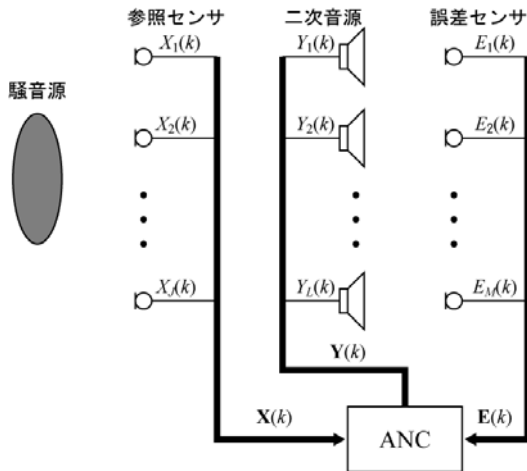 参照センサ 二次音源 誤差センサ
X1(k) Y1(k) E1(k)
騒音源
X2(k) Y2(k) E2(k)
XJ(k) YL(k) EM(k)
Y(k)
X(k) ANC E(k)